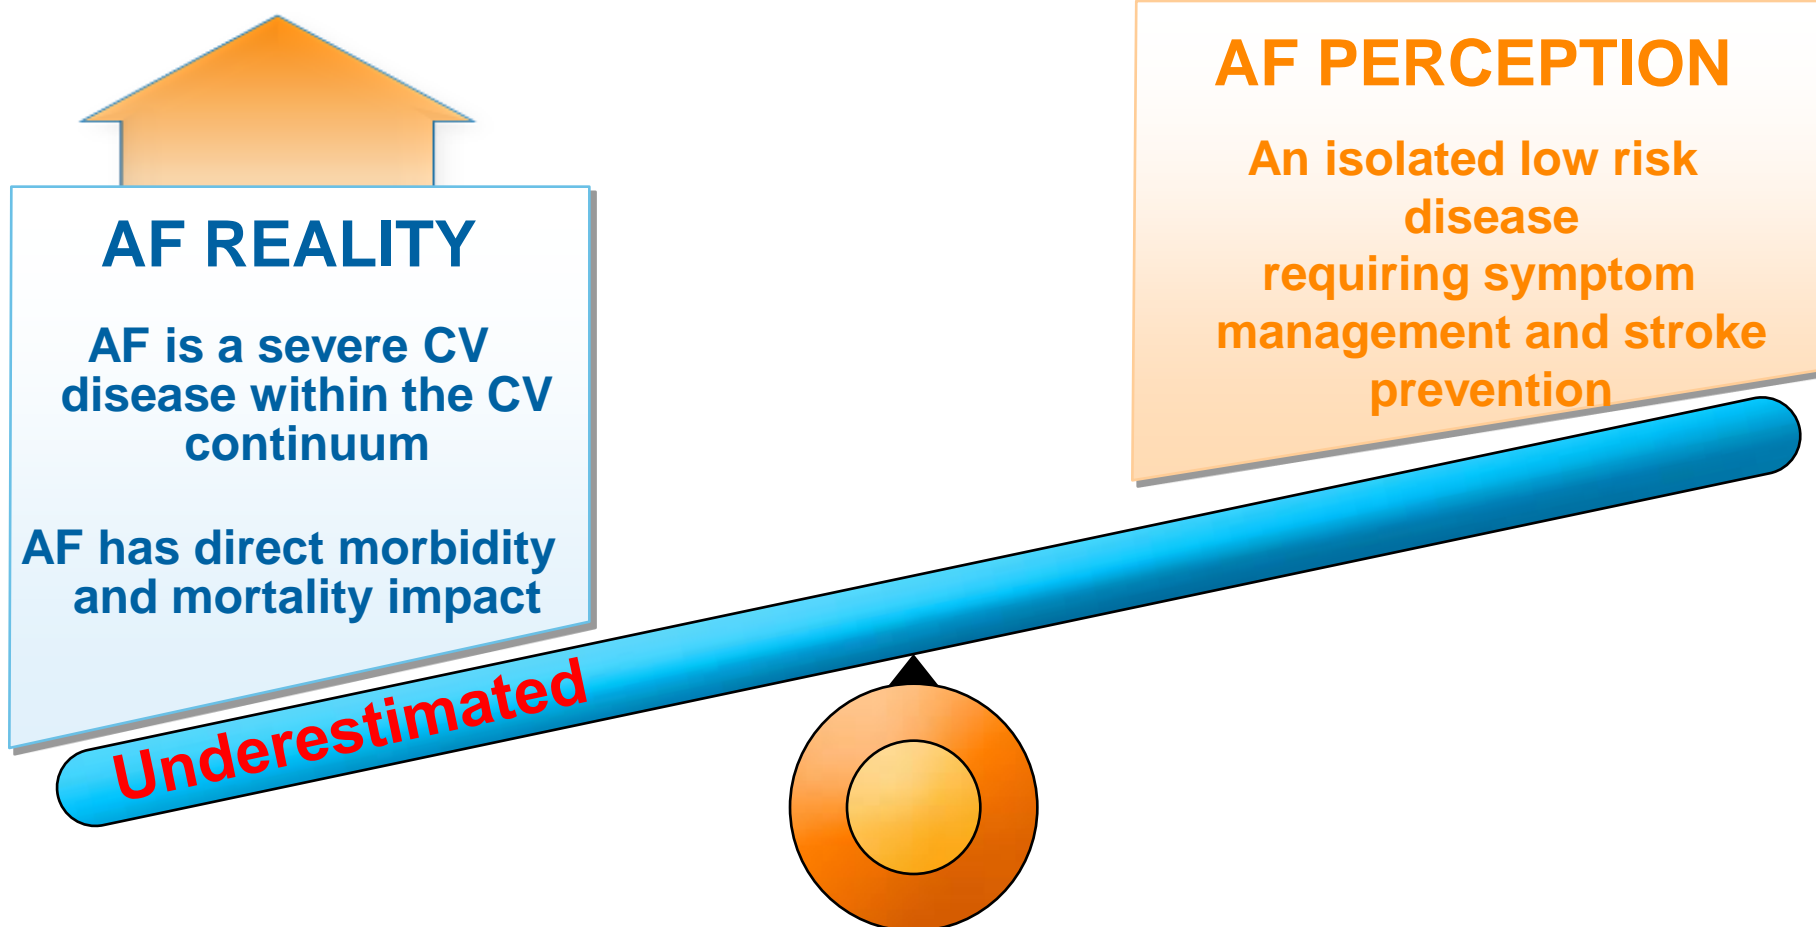 AF REALITY
AF is a severe CV
disease within the CV
continuum
AF has direct morbidity
and mortality impact
Underestimated
AF PERCEPTION
An isolated low risk
disease
requiring symptom
management and stroke
prevention